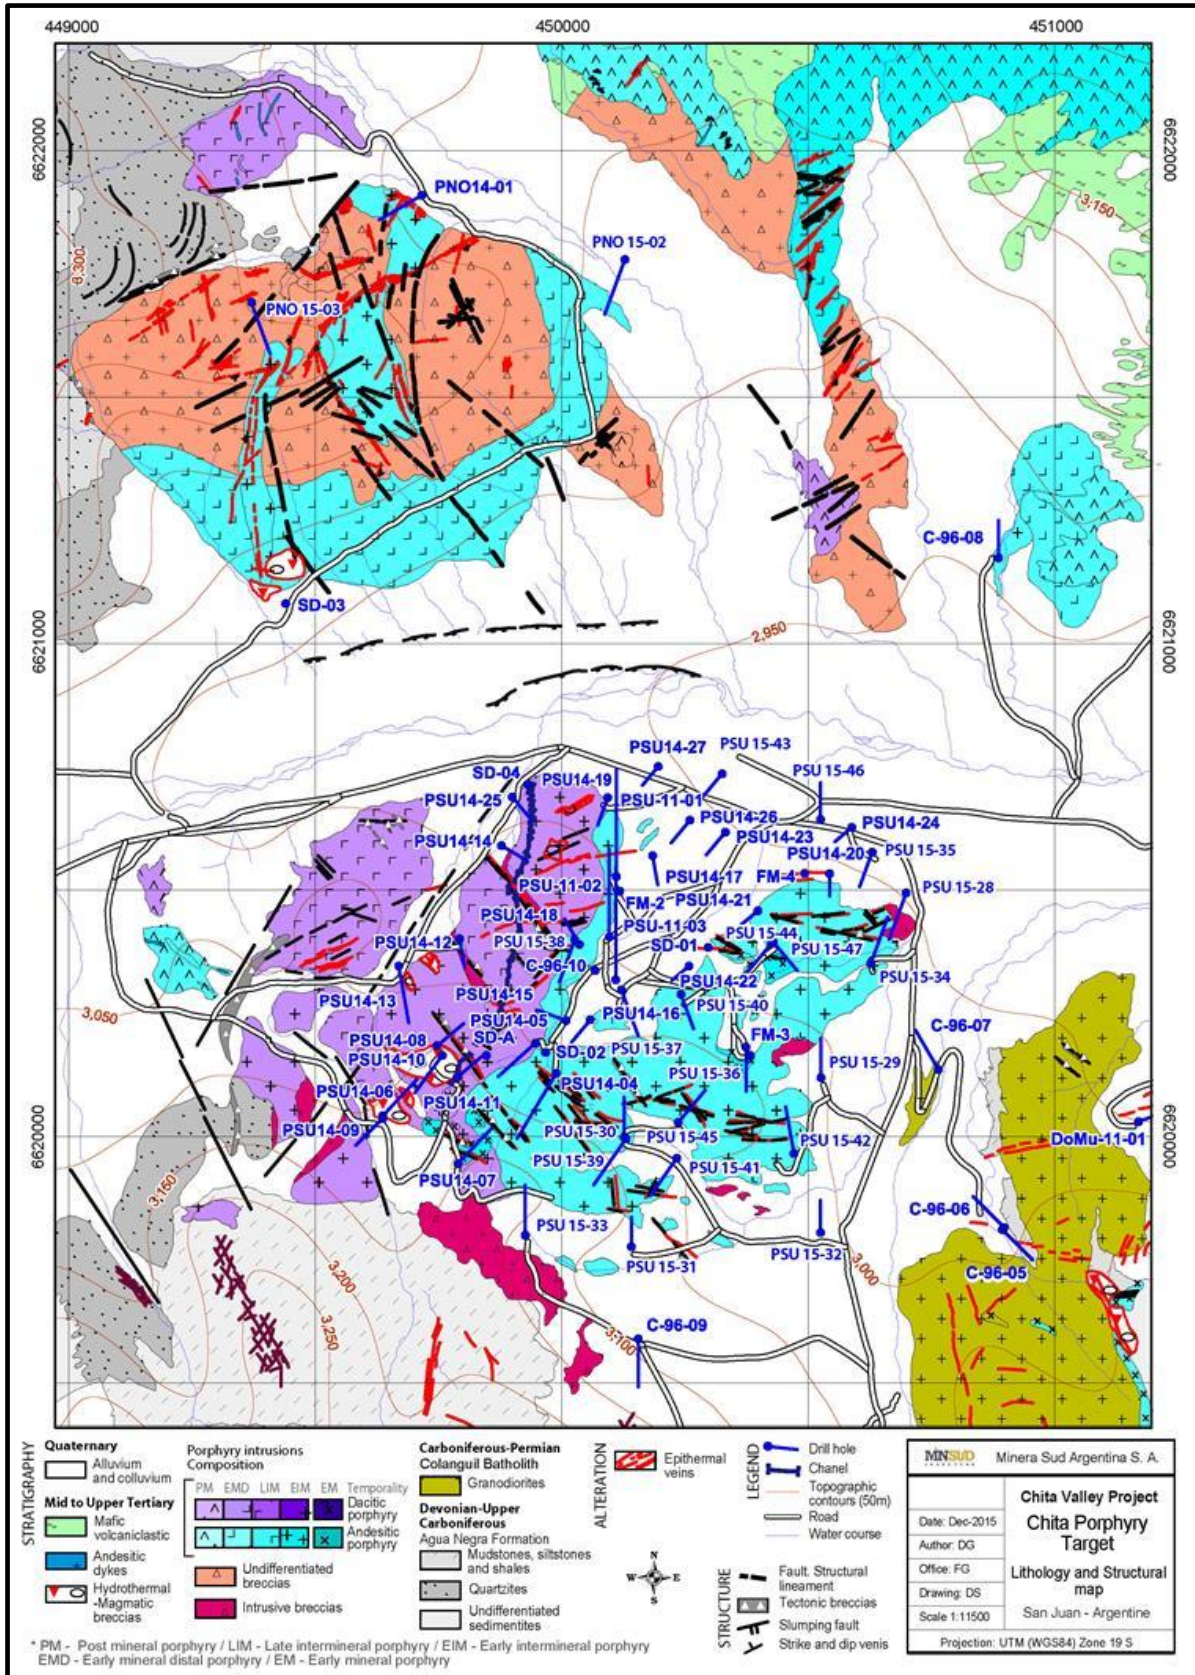 449000
450000
451000
6622000
6622000
PNO14-01
3,150
PNO 15-02
3,300
PNO 15-03
C-96-08
SD-03
6621000
2,950
6621000
PSU14-27
PSU 15-43
SD-04
PSU14-19
PSU 15-46
PSU14-25
PSU-11-01
PSU14-26
PSU14-24
PSU14-14
PSU14-23
PSU14-20
PSU 15-35
PSU-11-02
PSU14-17
FM-4
PSU 15-28
FM-2
PSU14-21
PSU14-18
PSU-11-03
PSU 15-44
PSU14-12
PSU 15-38
SD-01
PSU 15-47
C-96-10
PSU14-22
PSU 15-34
PSU14-13
PSU14-15
PSU 15-40
3,050
PSU14-05
PSU14-16
C-96-07
PSU14-08
SD-A
FM-3
PSU14-10
SD-02
PSU 15-37
PSU 15-36
PSU 15-29
PSU14-06
PSU14-04
PSU14-11
PSU14-09
PSU 15-30
PSU 15-45
PSU 15-42
DoMu-11-01
6620000
6620000
PSU 15-39
PSU 15-41
PSU14-07
3,150
C-96-06
PSU 15-33
PSU 15-32
PSU 15-31
C-96-05
3,200
3,000
3,250
3,100
C-96-09
STRATIGRAPHY
Quaternary
Alluvium
and colluvium
Mid to Upper Tertiary
Mafic
volcaniclastic
Andesitic
dykes
Hydrothermal
-Magmatic
breccias
Porphyry intrusions
Composition
PM EMD LIM EIM EM Temporality
Dacitic
porphyry
Andesitic
porphyry
Undifferentiated
breccias
Intrusive breccias
Carboniferous-Permian
Colanguil Batholith
Granodiorites
Devonian-Upper
Carboniferous
Agua Negra Formation
Mudstones, siltstones
and shales
Quartzites
Undifferentiated
sedimentites
ALTERATION
Epithermal
veins
N
W E
S
LEGEND
Drill hole
Chanel
Topographic
contours (50m)
Road
Water course
STRUCTURE
Fault. Structural
lineament
Tectonic breccias
Slumping fault
Strike and dip venis
MNSUD
Minera Sud Argentina S. A.
Date: Dec-2015
Author: DG
Office: FG
Drawing: DS
Scale 1:11500
Chita Valley Project
Chita Porphyry
Target
Lithology and Structural
map
San Juan - Argentine
Projection: UTM (WGS84) Zone 19 S
* PM - Post mineral porphyry / LIM - Late intermineral porphyry / EIM - Early intermineral porphyry
EMD - Early mineral distal porphyry / EM - Early mineral porphyry